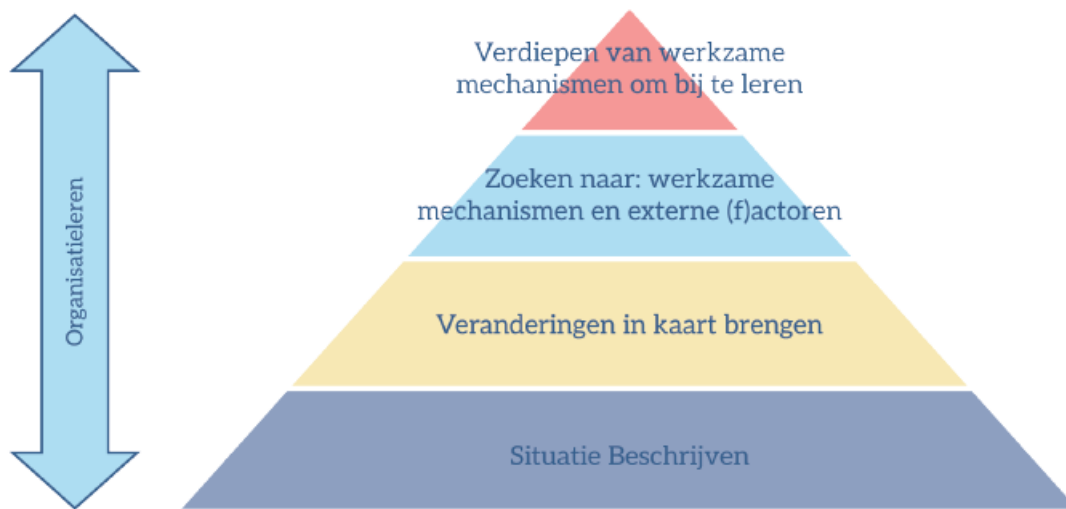 Verdiepen van werkzame
mechanismen om bij te leren
Zoeken naar: werkzame
mechanismen en externe (f)actoren
Veranderingen in kaart brengen
Situatie Beschrijven
Organisatieleren